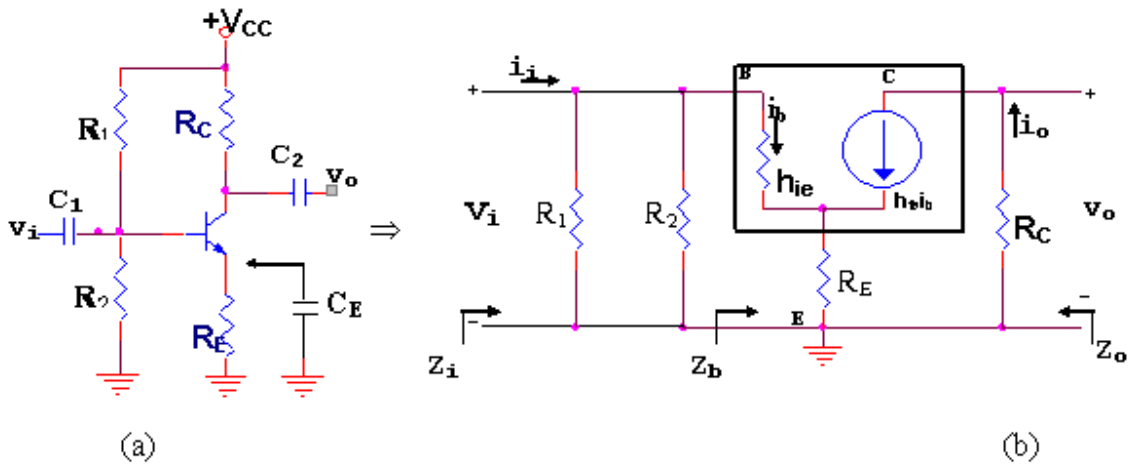 +VCC
R1
RC
C2
vo
C1
vi
R2
RE
CE
⇒
(a)
ii
B
C
+
+
ib
io
hie
hfeib
Vi
R1
R2
RC
vo
RE
-
-
E
Zi
Zb
Zo
(b)